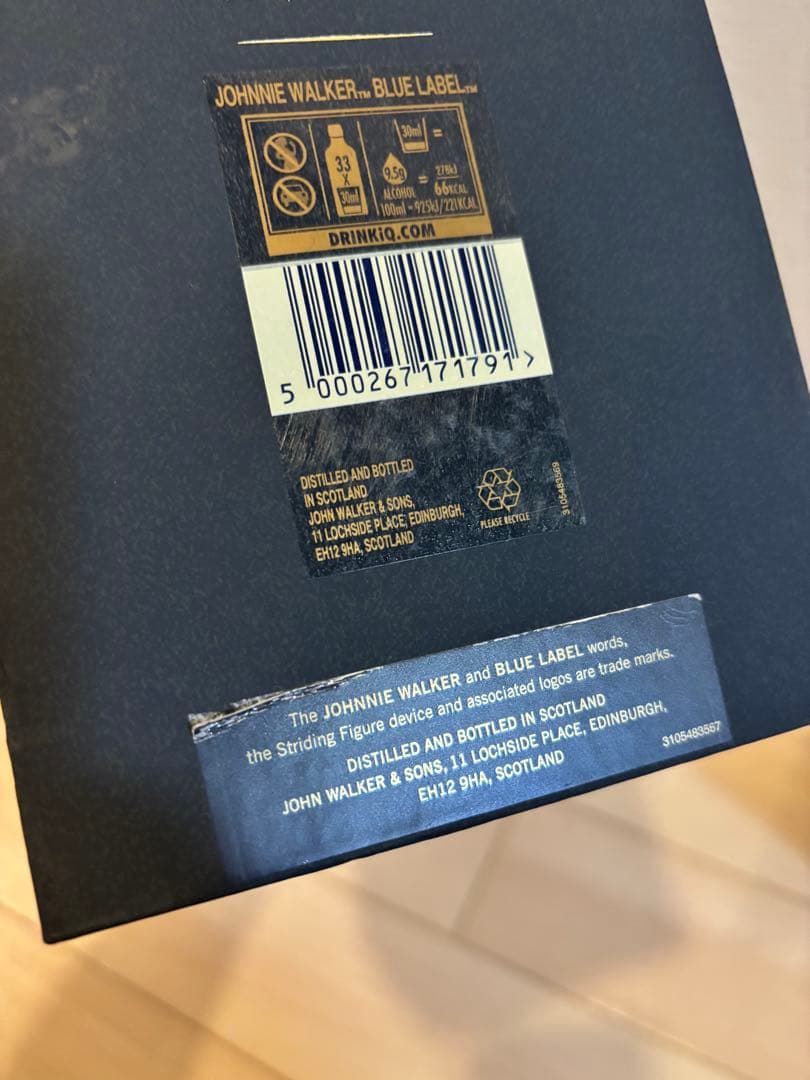 JOHNNIE WALKER™ BLUE LABEL™
33
X
30ml
30ml =
9.5g
ALCOHOL
=
278kJ
66KCAL
100ml = 925kJ/221KCAL
DRINKiQ.COM
5 000267 171791 >
DISTILLED AND BOTTLED
IN SCOTLAND
JOHN WALKER & SONS,
11 LOCHSIDE PLACE, EDINBURGH,
EH12 9HA, SCOTLAND
PLEASE RECYCLE
3105483569
The JOHNNIE WALKER and BLUE LABEL words,
the Striding Figure device and associated logos are trade marks.
DISTILLED AND BOTTLED IN SCOTLAND
JOHN WALKER & SONS, 11 LOCHSIDE PLACE, EDINBURGH,
EH12 9HA, SCOTLAND
3105483557